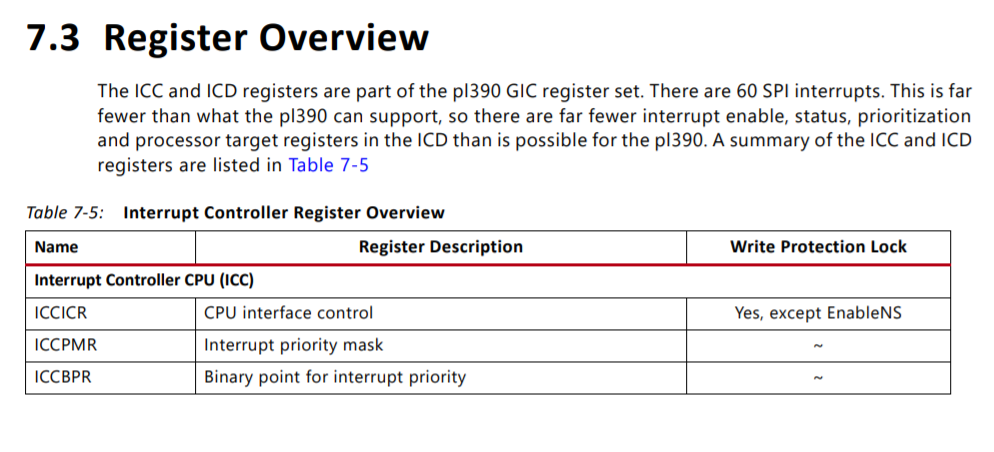 7.3 Register Overview
The ICC and ICD registers are part of the pl390 GIC register set. There are 60 SPI interrupts. This is far
fewer than what the pl390 can support, so there are far fewer interrupt enable, status, prioritization
and processor target registers in the ICD than is possible for the pl390. A summary of the ICC and ICD
registers are listed in Table 7-5
Table 7-5: Interrupt Controller Register Overview
Name Register Description Write Protection Lock
Interrupt Controller CPU (ICC)
ICCICR CPU interface control Yes, except EnableNS
ICCPMR Interrupt priority mask ~
ICCBPR Binary point for interrupt priority ~